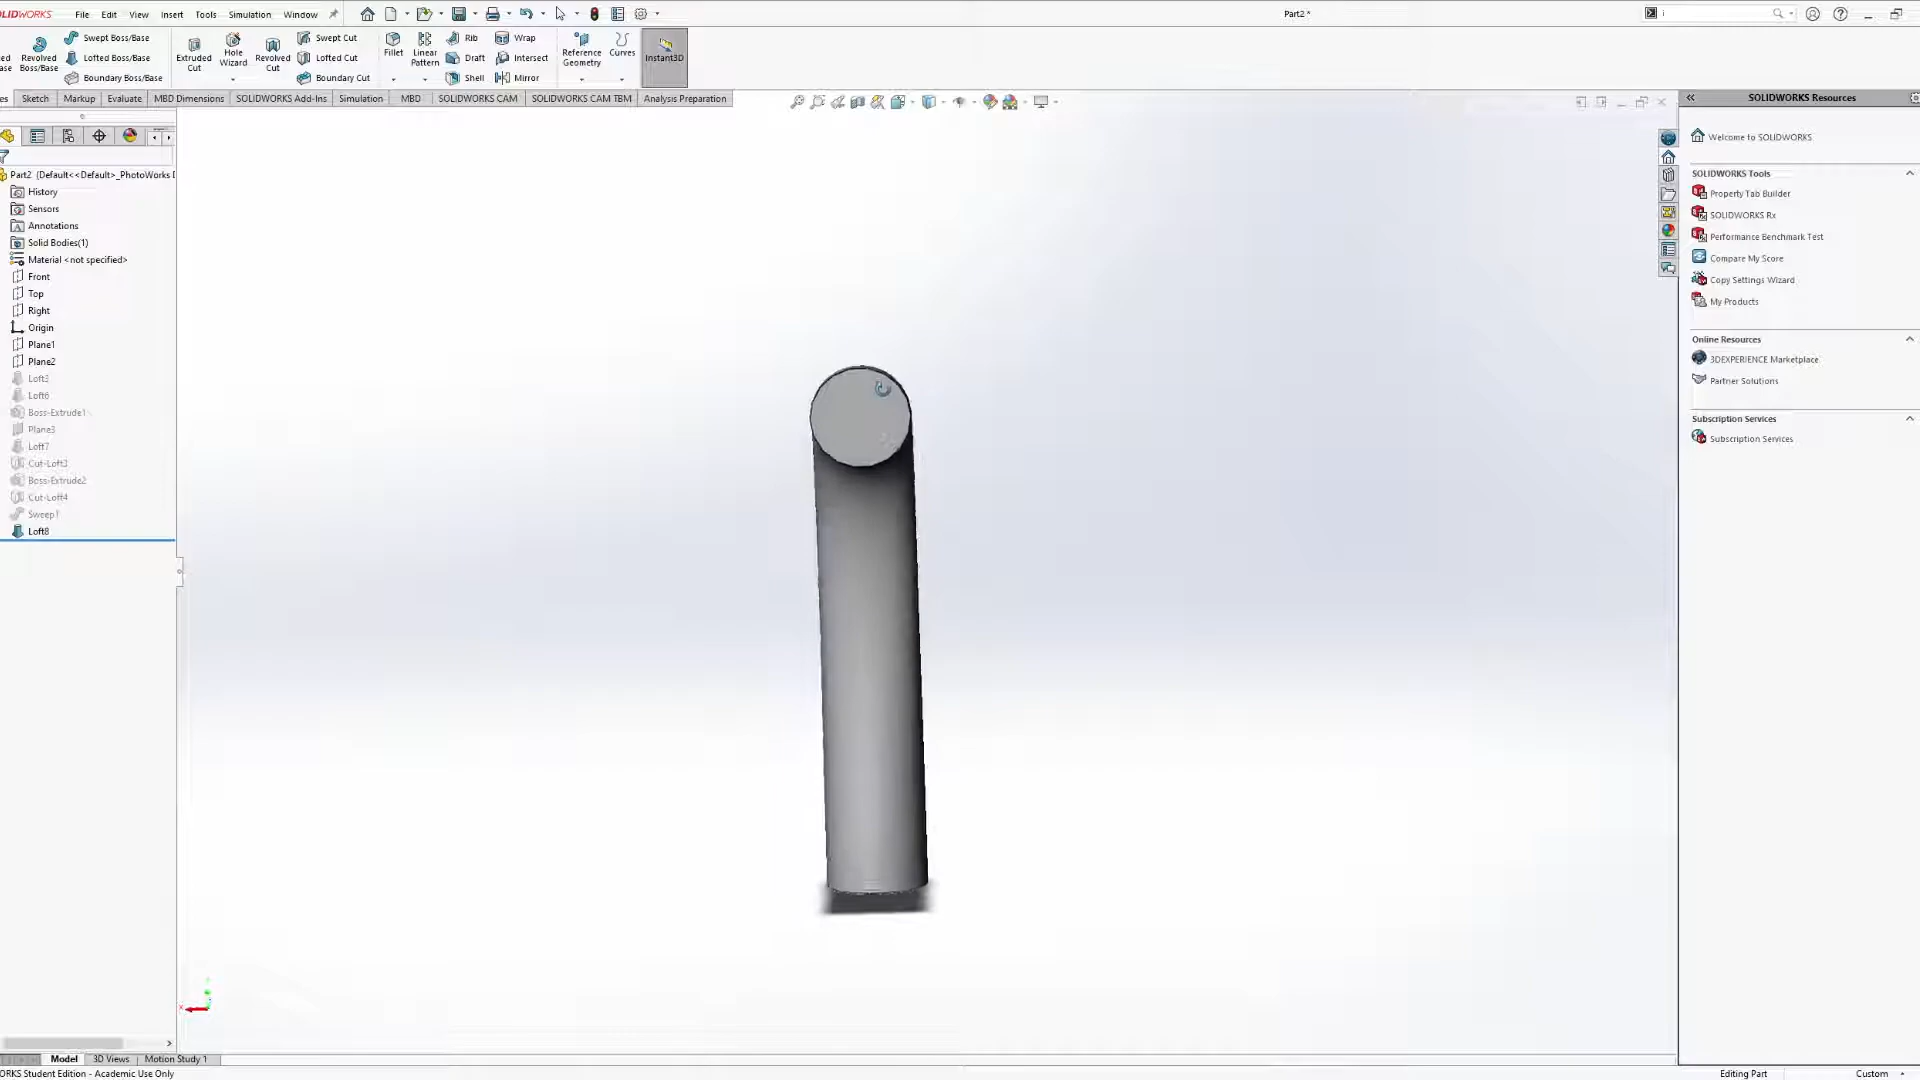 OLIDWORKS File Edit View Insert Tools Simulation Window Part2 *
Revolved Boss/Base Swept Boss/Base Lofted Boss/Base Boundary Boss/Base
Extruded Cut Hole Wizard Revolved Cut Swept Cut Lofted Cut Boundary Cut
Fillet Linear Pattern Rib Draft Shell Wrap Intersect Mirror
Reference Geometry Curves Instant3D
Sketch Markup Evaluate MBD Dimensions SOLIDWORKS Add-Ins Simulation MBD SOLIDWORKS CAM SOLIDWORKS CAM TBM Analysis Preparation
Part2 (Default<<Default>_PhotoWorks
History
Sensors
Annotations
Solid Bodies(1)
Material <not specified>
Front
Top
Right
Origin
Plane1
Plane2
Loft3
Loft6
Boss-Extrude1
Plane3
Loft7
Cut-Loft3
Boss-Extrude2
Cut-Loft4
Sweep1
Loft8
SOLIDWORKS Resources
Welcome to SOLIDWORKS
SOLIDWORKS Tools
Property Tab Builder
SOLIDWORKS Rx
Performance Benchmark Test
Compare My Score
Copy Settings Wizard
My Products
Online Resources
3DEXPERIENCE Marketplace
Partner Solutions
Subscription Services
Subscription Services
Model 3D Views Motion Study 1
ORKS Student Edition - Academic Use Only Editing Part Custom